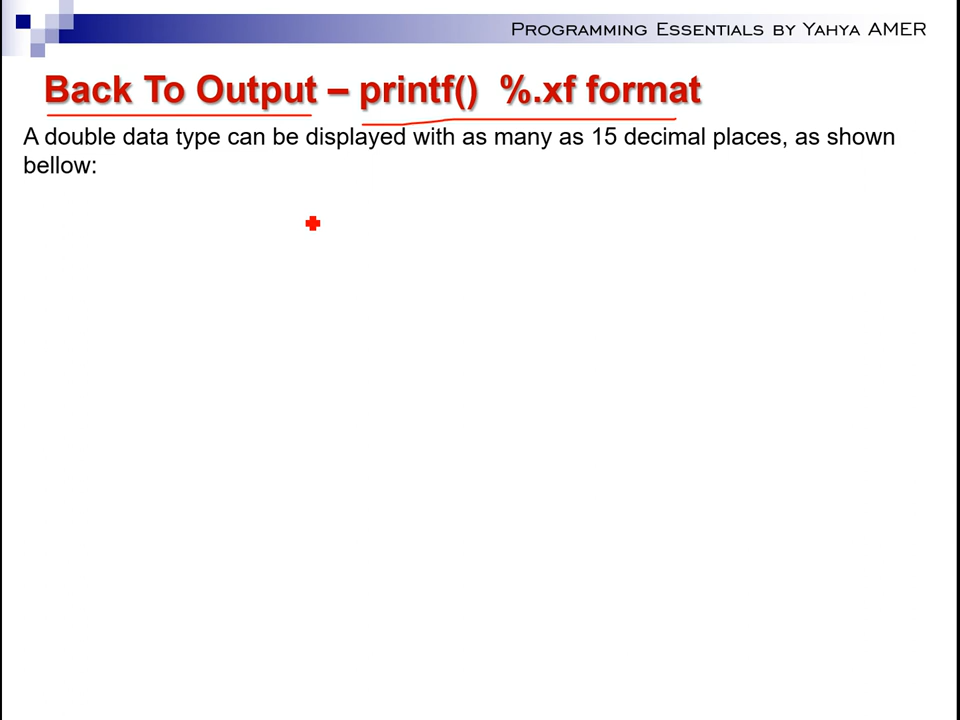 PROGRAMMING ESSENTIALS BY YAHYA AMER
Back To Output – printf() %.xf format
A double data type can be displayed with as many as 15 decimal places, as shown
bellow: